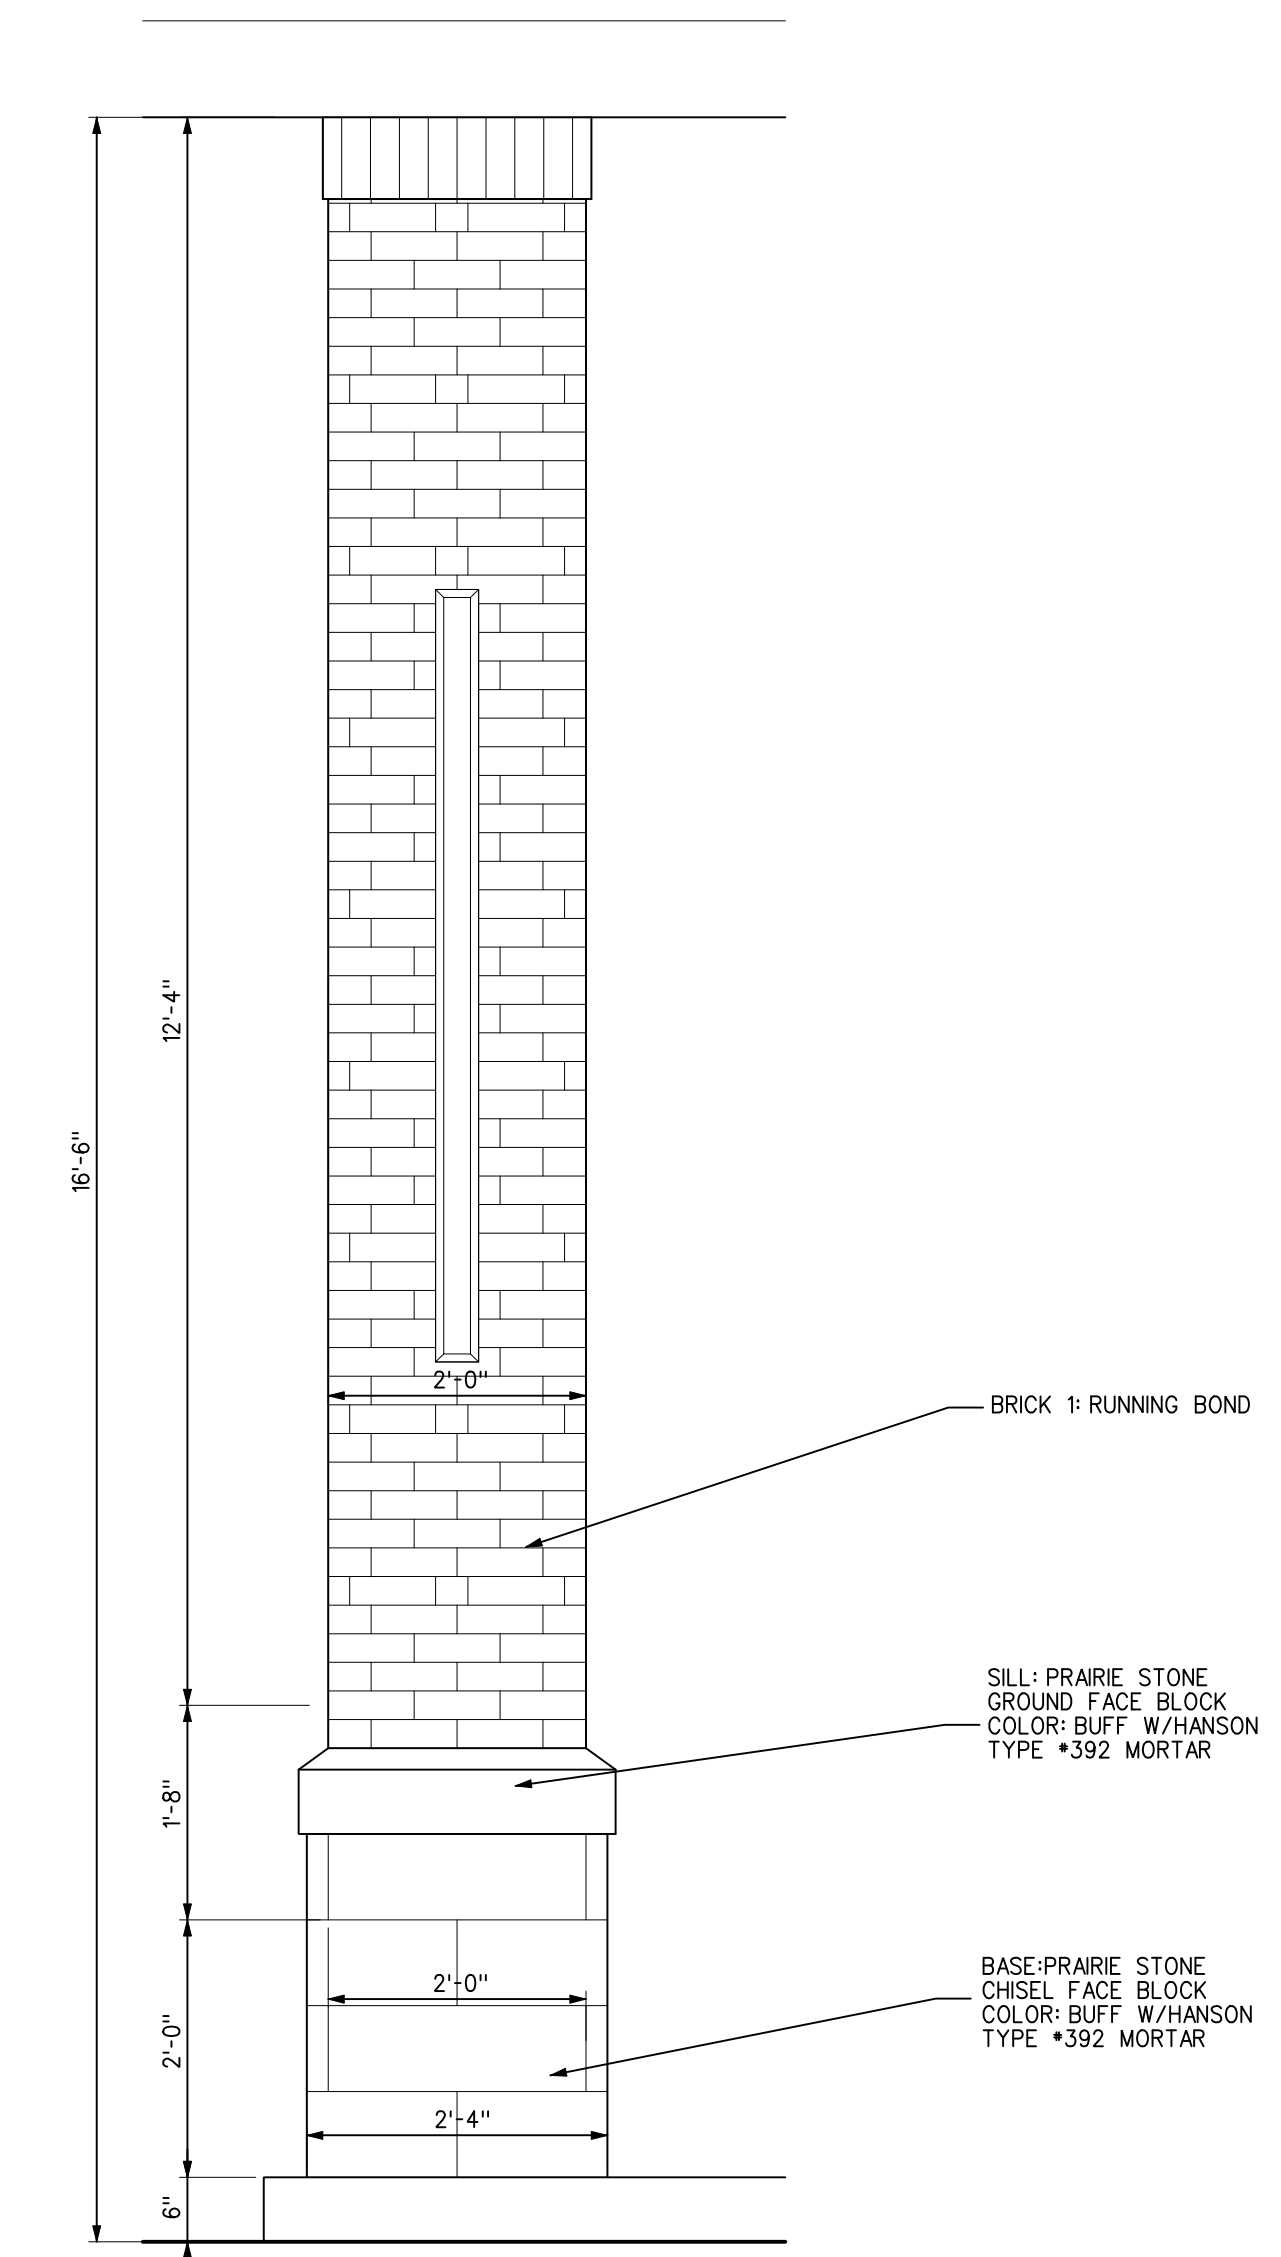 12'-4"
16'-6"
2'-0"
BRICK 1: RUNNING BOND
SILL: PRAIRIE STONE
GROUND FACE BLOCK
COLOR: BUFF W/HANSON
TYPE #392 MORTAR
1'-8"
BASE:PRAIRIE STONE
CHISEL FACE BLOCK
COLOR: BUFF W/HANSON
TYPE #392 MORTAR
2'-0"
2'-0"
2'-4"
6"